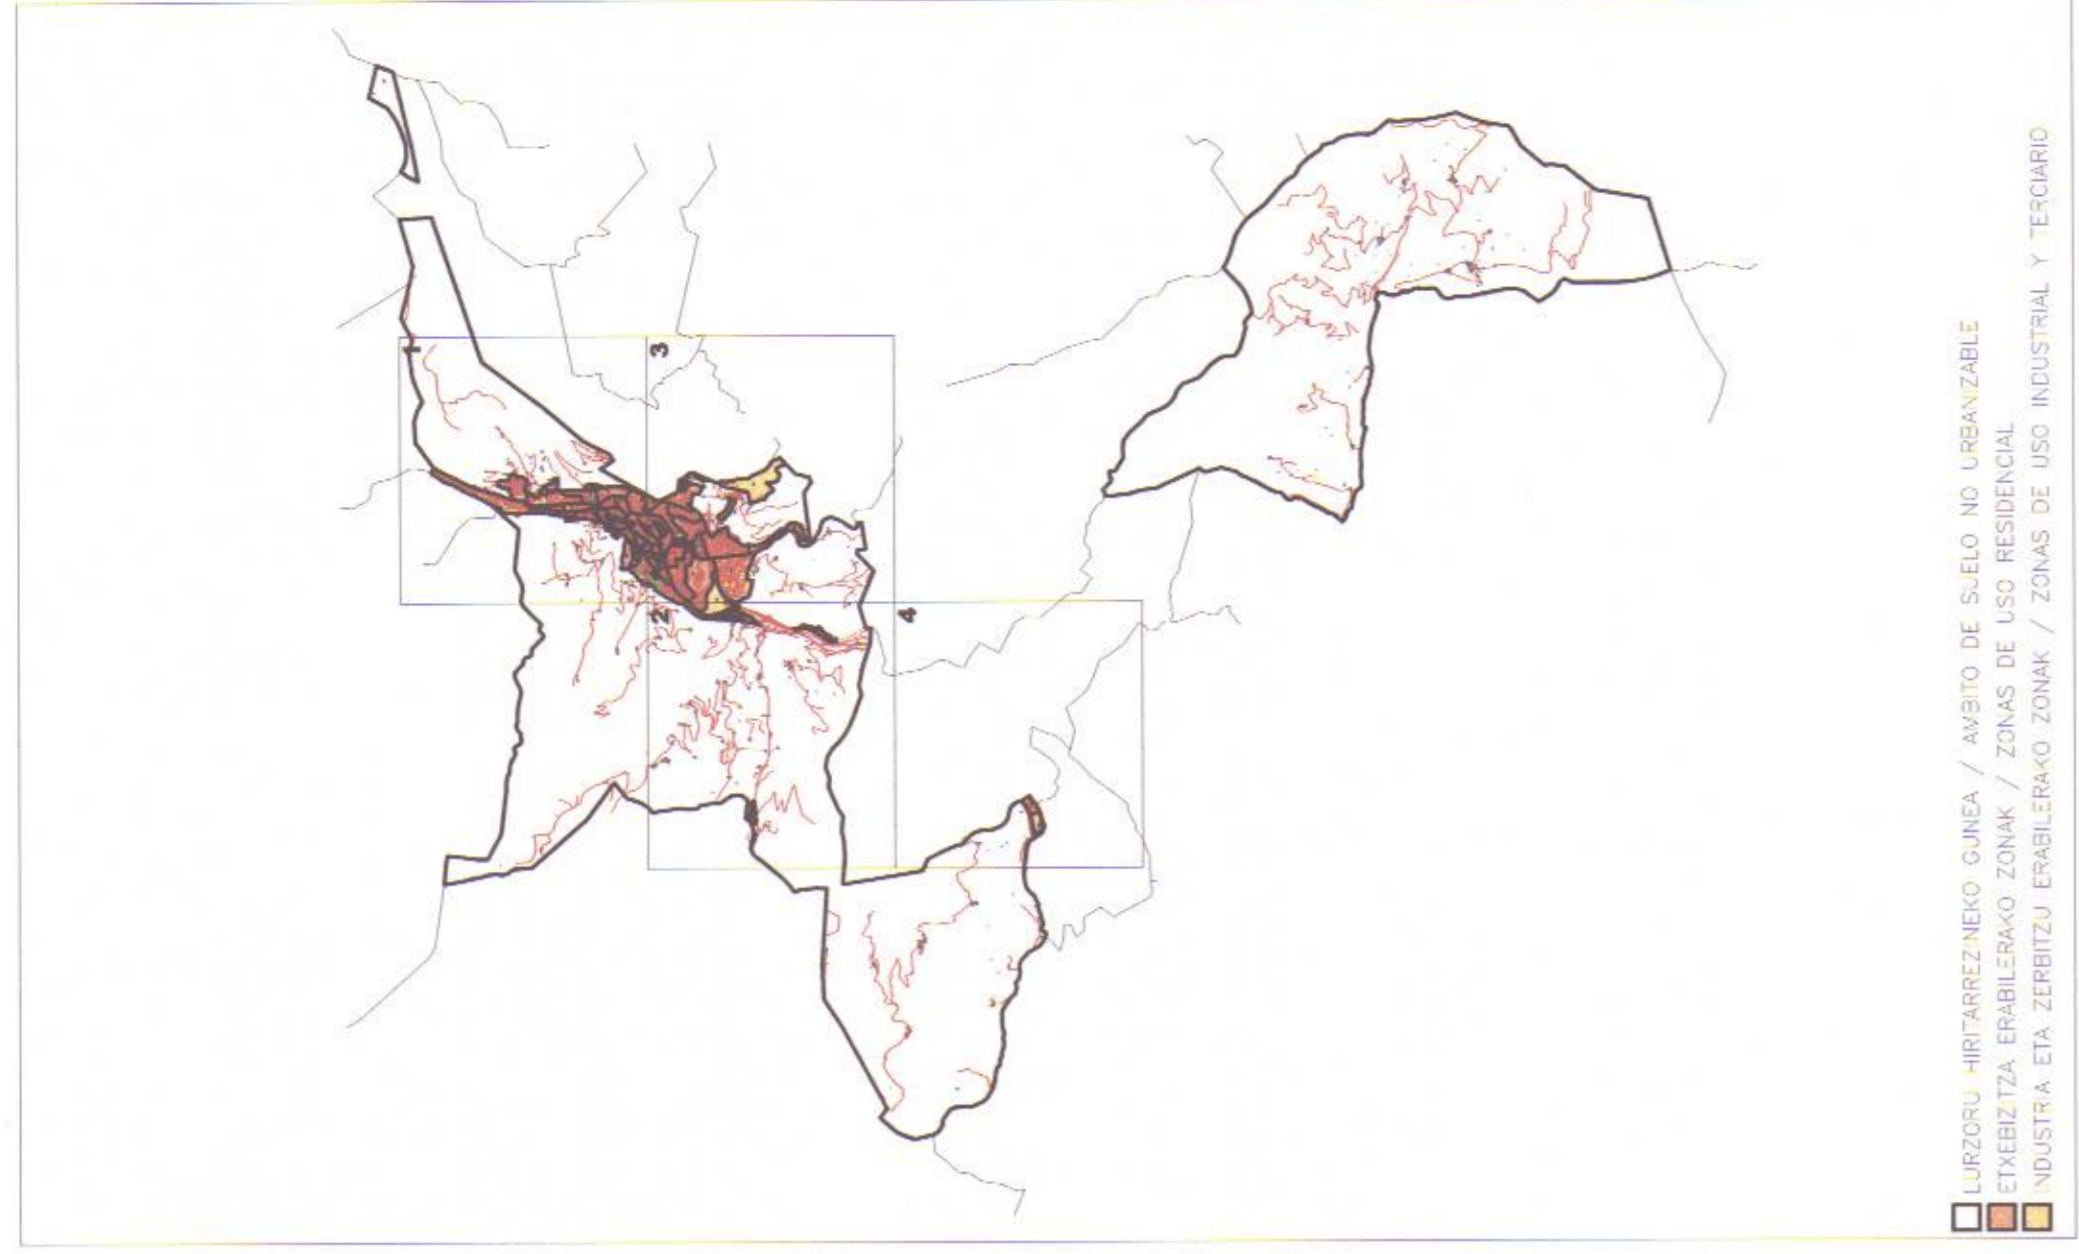 1
3
2
4
LURZORU HIRITARREZINEKO GUNEA / AMBITO DE SUELO NO URBANIZABLE
ETXEBIZITZA ERABILERAKO ZONAK / ZONAS DE USO RESIDENCIAL
INDUSTRIA ETA ZERBITZU ERABILERAKO ZONAK / ZONAS DE USO INDUSTRIAL Y TERCIARIO